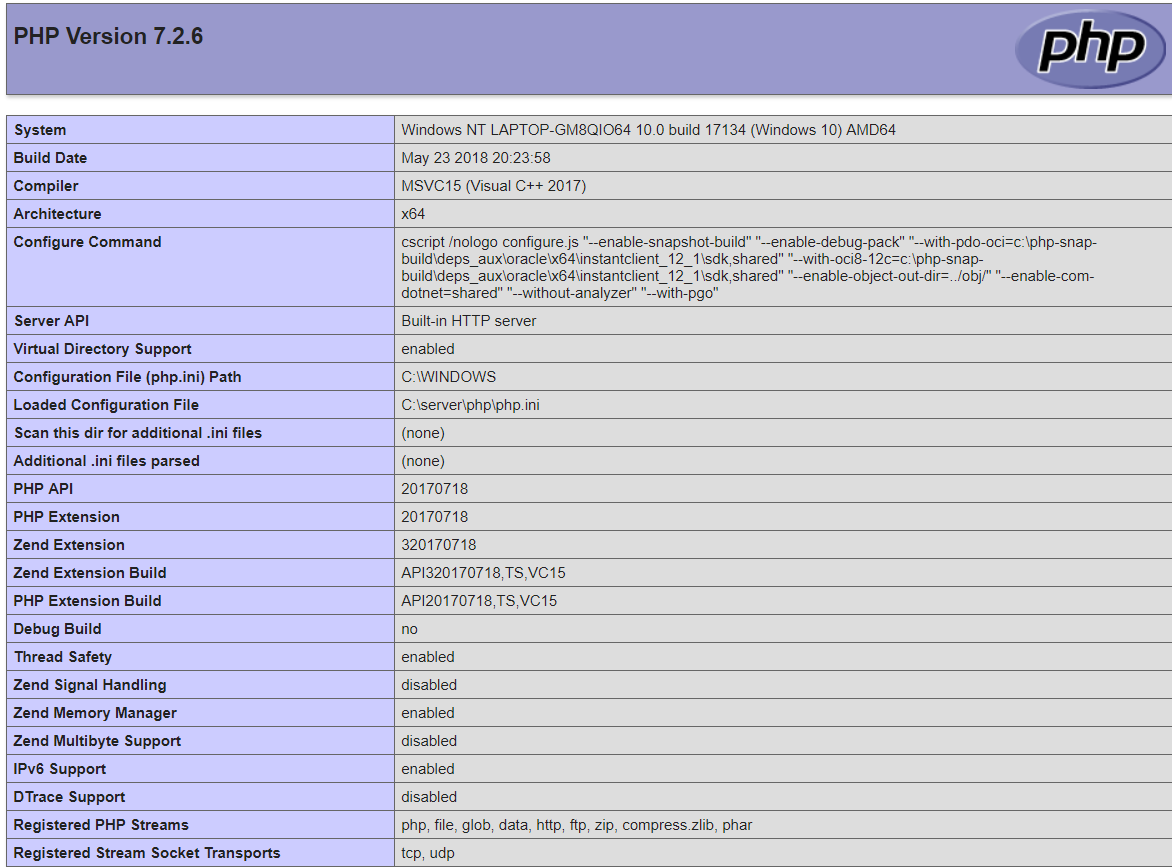 PHP Version 7.2.6
php
System Windows NT LAPTOP-GM8QIO64 10.0 build 17134 (Windows 10) AMD64
Build Date May 23 2018 20:23:58
Compiler MSVC15 (Visual C++ 2017)
Architecture x64
Configure Command cscript /nologo configure.js "--enable-snapshot-build" "--enable-debug-pack" "--with-pdo-oci=c:\php-snap-
build\deps_aux\oracle\x64\instantclient_12_1\sdk,shared" "--with-oci8-12c=c:\php-snap-
build\deps_aux\oracle\x64\instantclient_12_1\sdk,shared" "--enable-object-out-dir=../obj/" "--enable-com-
dotnet=shared" "--without-analyzer" "--with-pgo"
Server API Built-in HTTP server
Virtual Directory Support enabled
Configuration File (php.ini) Path C:\WINDOWS
Loaded Configuration File C:\server\php\php.ini
Scan this dir for additional .ini files (none)
Additional .ini files parsed (none)
PHP API 20170718
PHP Extension 20170718
Zend Extension 320170718
Zend Extension Build API320170718,TS,VC15
PHP Extension Build API20170718,TS,VC15
Debug Build no
Thread Safety enabled
Zend Signal Handling disabled
Zend Memory Manager enabled
Zend Multibyte Support disabled
IPv6 Support enabled
DTrace Support disabled
Registered PHP Streams php, file, glob, data, http, ftp, zip, compress.zlib, phar
Registered Stream Socket Transports tcp, udp